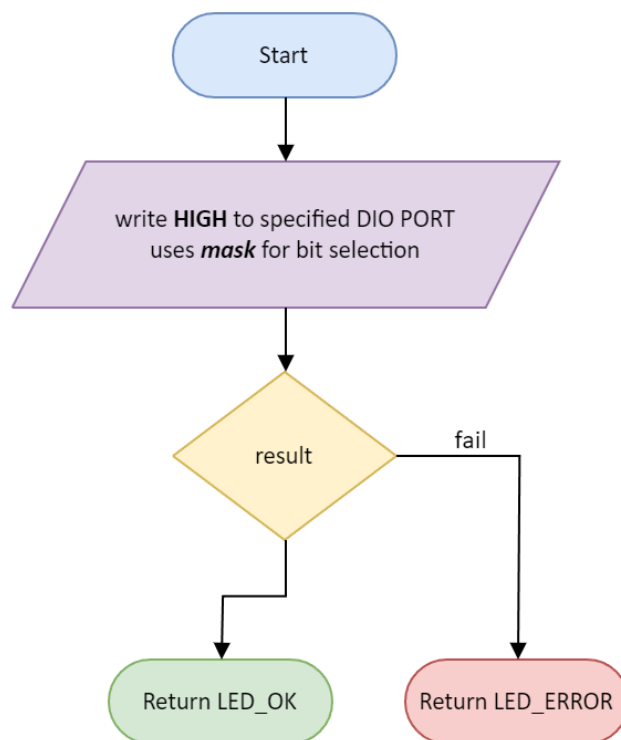 Start
write HIGH to specified DIO PORT
uses mask for bit selection
result
fail
Return LED_OK
Return LED_ERROR